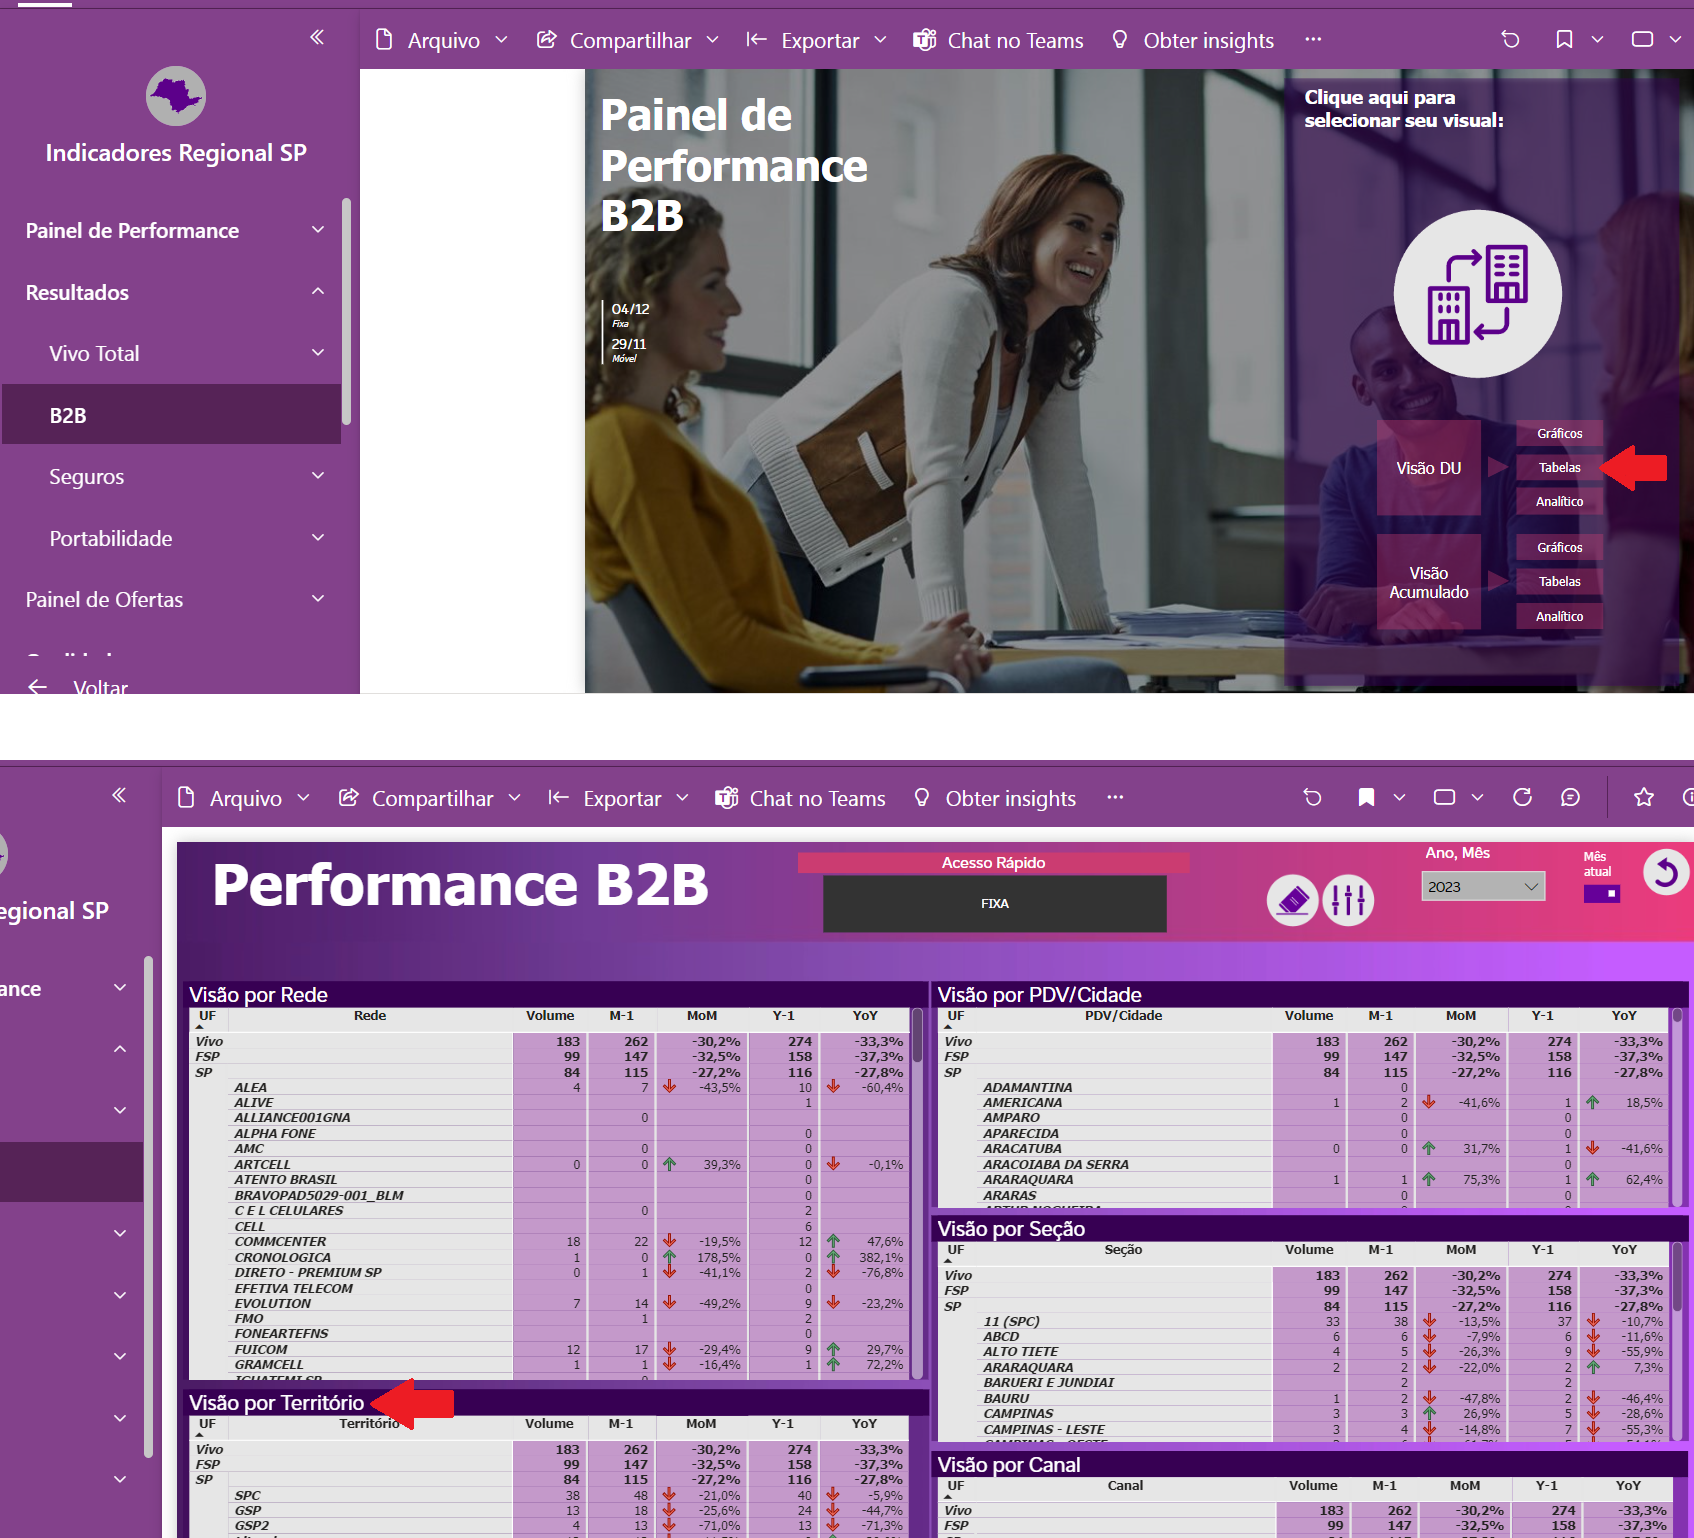 Arquivo Compartilhar Exportar Chat no Teams Obter insights ...
Indicadores Regional SP
Painel de Performance
Resultados
Vivo Total
B2B
Seguros
Portabilidade
Painel de Ofertas
Voltar
Painel de
Performance
B2B
04/12
Fixa
29/11
Móvel
Clique aqui para
selecionar seu visual:
Visão DU
Gráficos
Tabelas
Analítico
Visão
Acumulado
Gráficos
Tabelas
Analítico
Arquivo Compartilhar Exportar Chat no Teams Obter insights ...
egional SP
ance
Performance B2B
Acesso Rápido
FIXA
Ano, Mês
2023
Mês
atual
Visão por Rede
UF Rede Volume M-1 MoM Y-1 YoY
Vivo 183 262 -30,2% 274 -33,3%
FSP 99 147 -32,5% 158 -37,3%
SP 84 115 -27,2% 116 -27,8%
ALEA 4 7 -43,5% 10 -60,4%
ALIVE 1
ALLIANCE001GNA 0
ALPHA FONE 0
AMC 0 0
ARTCELL 0 0 39,3% 0 -0,1%
ATENTO BRASIL 0
BRAVOPAD5029-001_BLM 0
C E L CELULARES 0 2
CELL 6
COMMCENTER 18 22 -19,5% 12 47,6%
CRONOLOGICA 1 0 178,5% 0 382,1%
DIRETO - PREMIUM SP 0 1 -41,1% 2 -76,8%
EFETIVA TELECOM 0
EVOLUTION 7 14 -49,2% 9 -23,2%
FMO 1 2
FONEARTEFNS 0
FUICOM 12 17 -29,4% 9 29,7%
GRAMCELL 1 1 -16,4% 1 72,2%
Visão por Território
UF Território Volume M-1 MoM Y-1 YoY
Vivo 183 262 -30,2% 274 -33,3%
FSP 99 147 -32,5% 158 -37,3%
SP 84 115 -27,2% 116 -27,8%
SPC 38 48 -21,0% 40 -5,9%
GSP 13 18 -25,6% 24 -44,7%
GSP2 4 13 -71,0% 13 -71,3%
Visão por PDV/Cidade
UF PDV/Cidade Volume M-1 MoM Y-1 YoY
Vivo 183 262 -30,2% 274 -33,3%
FSP 99 147 -32,5% 158 -37,3%
SP 84 115 -27,2% 116 -27,8%
ADAMANTINA 0
AMERICANA 1 2 -41,6% 1 18,5%
AMPARO 0 0
APARECIDA 0 0
ARACATUBA 0 0 31,7% 1 -41,6%
ARACOIABA DA SERRA 0
ARARAQUARA 1 1 75,3% 1 62,4%
ARARAS 0 0
Visão por Seção
UF Seção Volume M-1 MoM Y-1 YoY
Vivo 183 262 -30,2% 274 -33,3%
FSP 99 147 -32,5% 158 -37,3%
SP 84 115 -27,2% 116 -27,8%
11 (SPC) 33 38 -13,5% 37 -10,7%
ABCD 6 6 -7,9% 6 -11,6%
ALTO TIETE 4 5 -26,3% 9 -55,9%
ARARAQUARA 2 2 -22,0% 2 7,3%
BARUERI E JUNDIAI 2 2
BAURU 1 2 -47,8% 2 -46,4%
CAMPINAS 3 3 26,9% 5 -28,6%
CAMPINAS - LESTE 3 4 -14,8% 7 -55,3%
Visão por Canal
UF Canal Volume M-1 MoM Y-1 YoY
Vivo 183 262 -30,2% 274 -33,3%
FSP 99 147 -32,5% 158 -37,3%